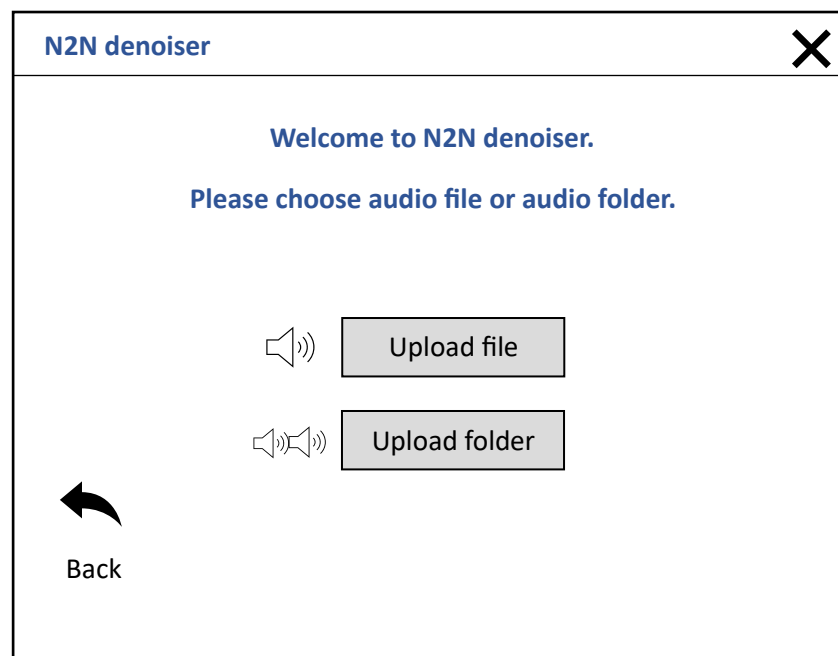 N2N denoiser
Welcome to N2N denoiser.
Please choose audio file or audio folder.
Upload file
Upload folder
Back